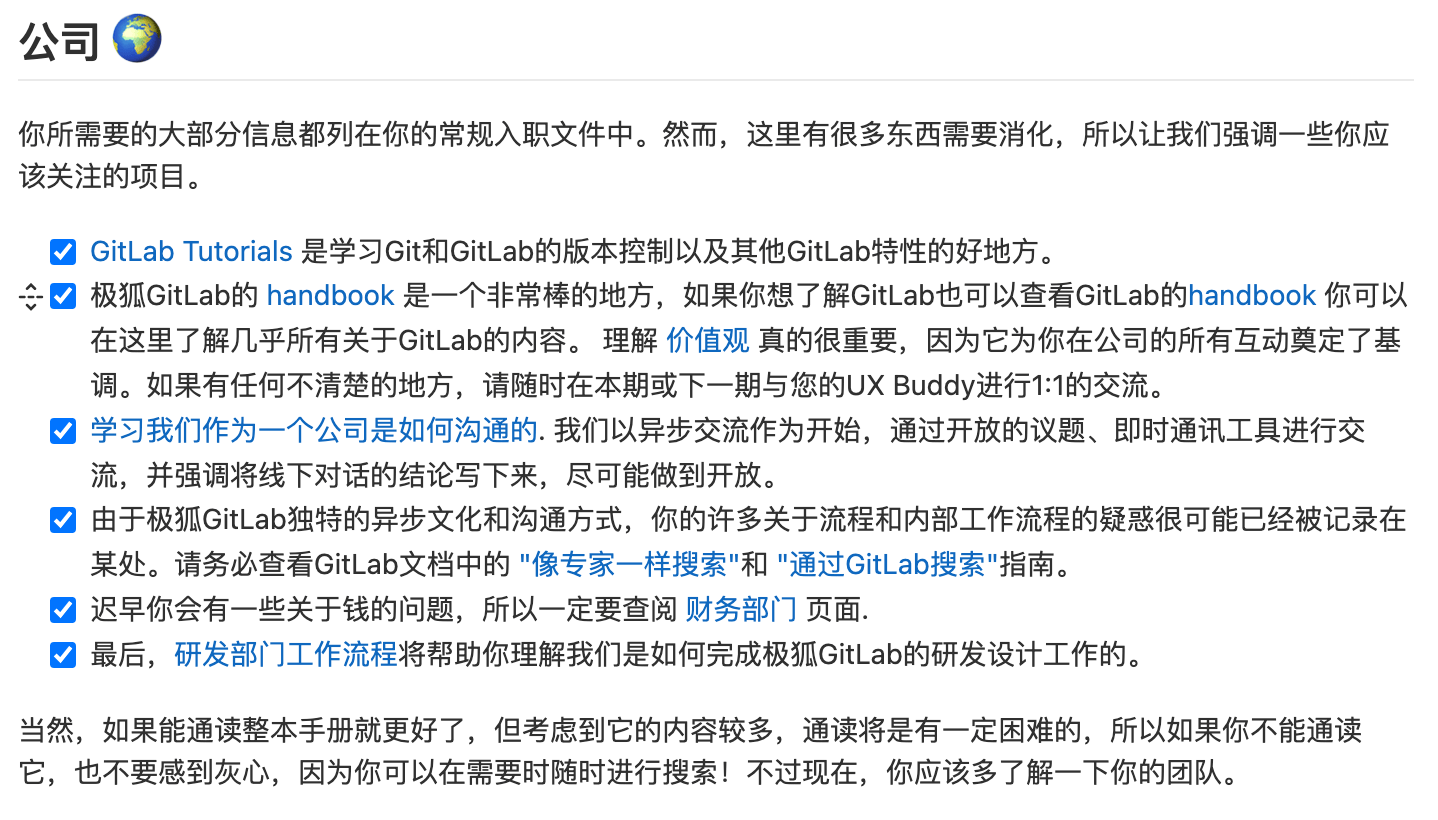 公司 🌍
你所需要的大部分信息都列在你的常规入职文件中。然而，这里有很多东西需要消化，所以让我们强调一些你应
该关注的项目。
GitLab Tutorials 是学习Git和GitLab的版本控制以及其他GitLab特性的好地方。
极狐GitLab的 handbook 是一个非常棒的地方，如果你想了解GitLab也可以查看GitLab的handbook 你可以
在这里了解几乎所有关于GitLab的内容。 理解 价值观 真的很重要，因为它为你在公司的所有互动奠定了基
调。如果有任何不清楚的地方，请随时在本期或下一期与您的UX Buddy进行1:1的交流。
学习我们作为一个公司是如何沟通的. 我们以异步交流作为开始，通过开放的议题、即时通讯工具进行交
流，并强调将线下对话的结论写下来，尽可能做到开放。
由于极狐GitLab独特的异步文化和沟通方式，你的许多关于流程和内部工作流程的疑惑很可能已经被记录在
某处。请务必查看GitLab文档中的 "像专家一样搜索"和 "通过GitLab搜索"指南。
迟早你会有一些关于钱的问题，所以一定要查阅 财务部门 页面.
最后，研发部门工作流程将帮助你理解我们是如何完成极狐GitLab的研发设计工作的。
当然，如果能通读整本手册就更好了，但考虑到它的内容较多，通读将是有一定困难的，所以如果你不能通读
它，也不要感到灰心，因为你可以在需要时随时进行搜索！不过现在，你应该多了解一下你的团队。